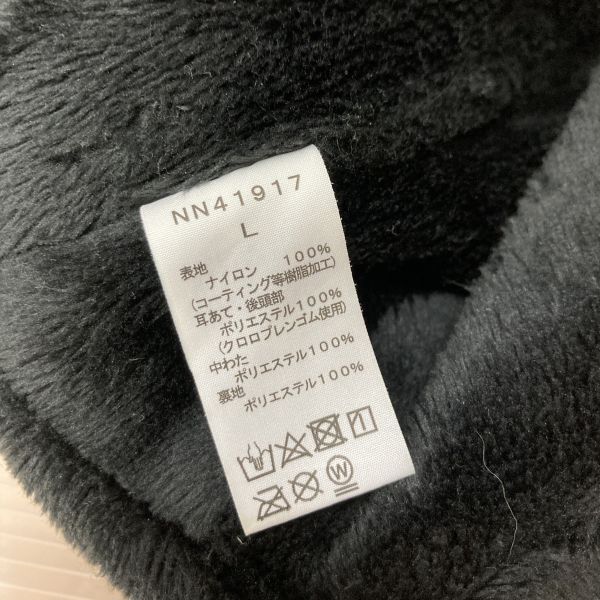 NN41917
L
表地
ナイロン 100%
(コーティング等樹脂加工)
耳あて・後頭部
ポリエステル100%
(クロロプレンゴム使用)
中わた
ポリエステル100%
裏地
ポリエステル100%
W